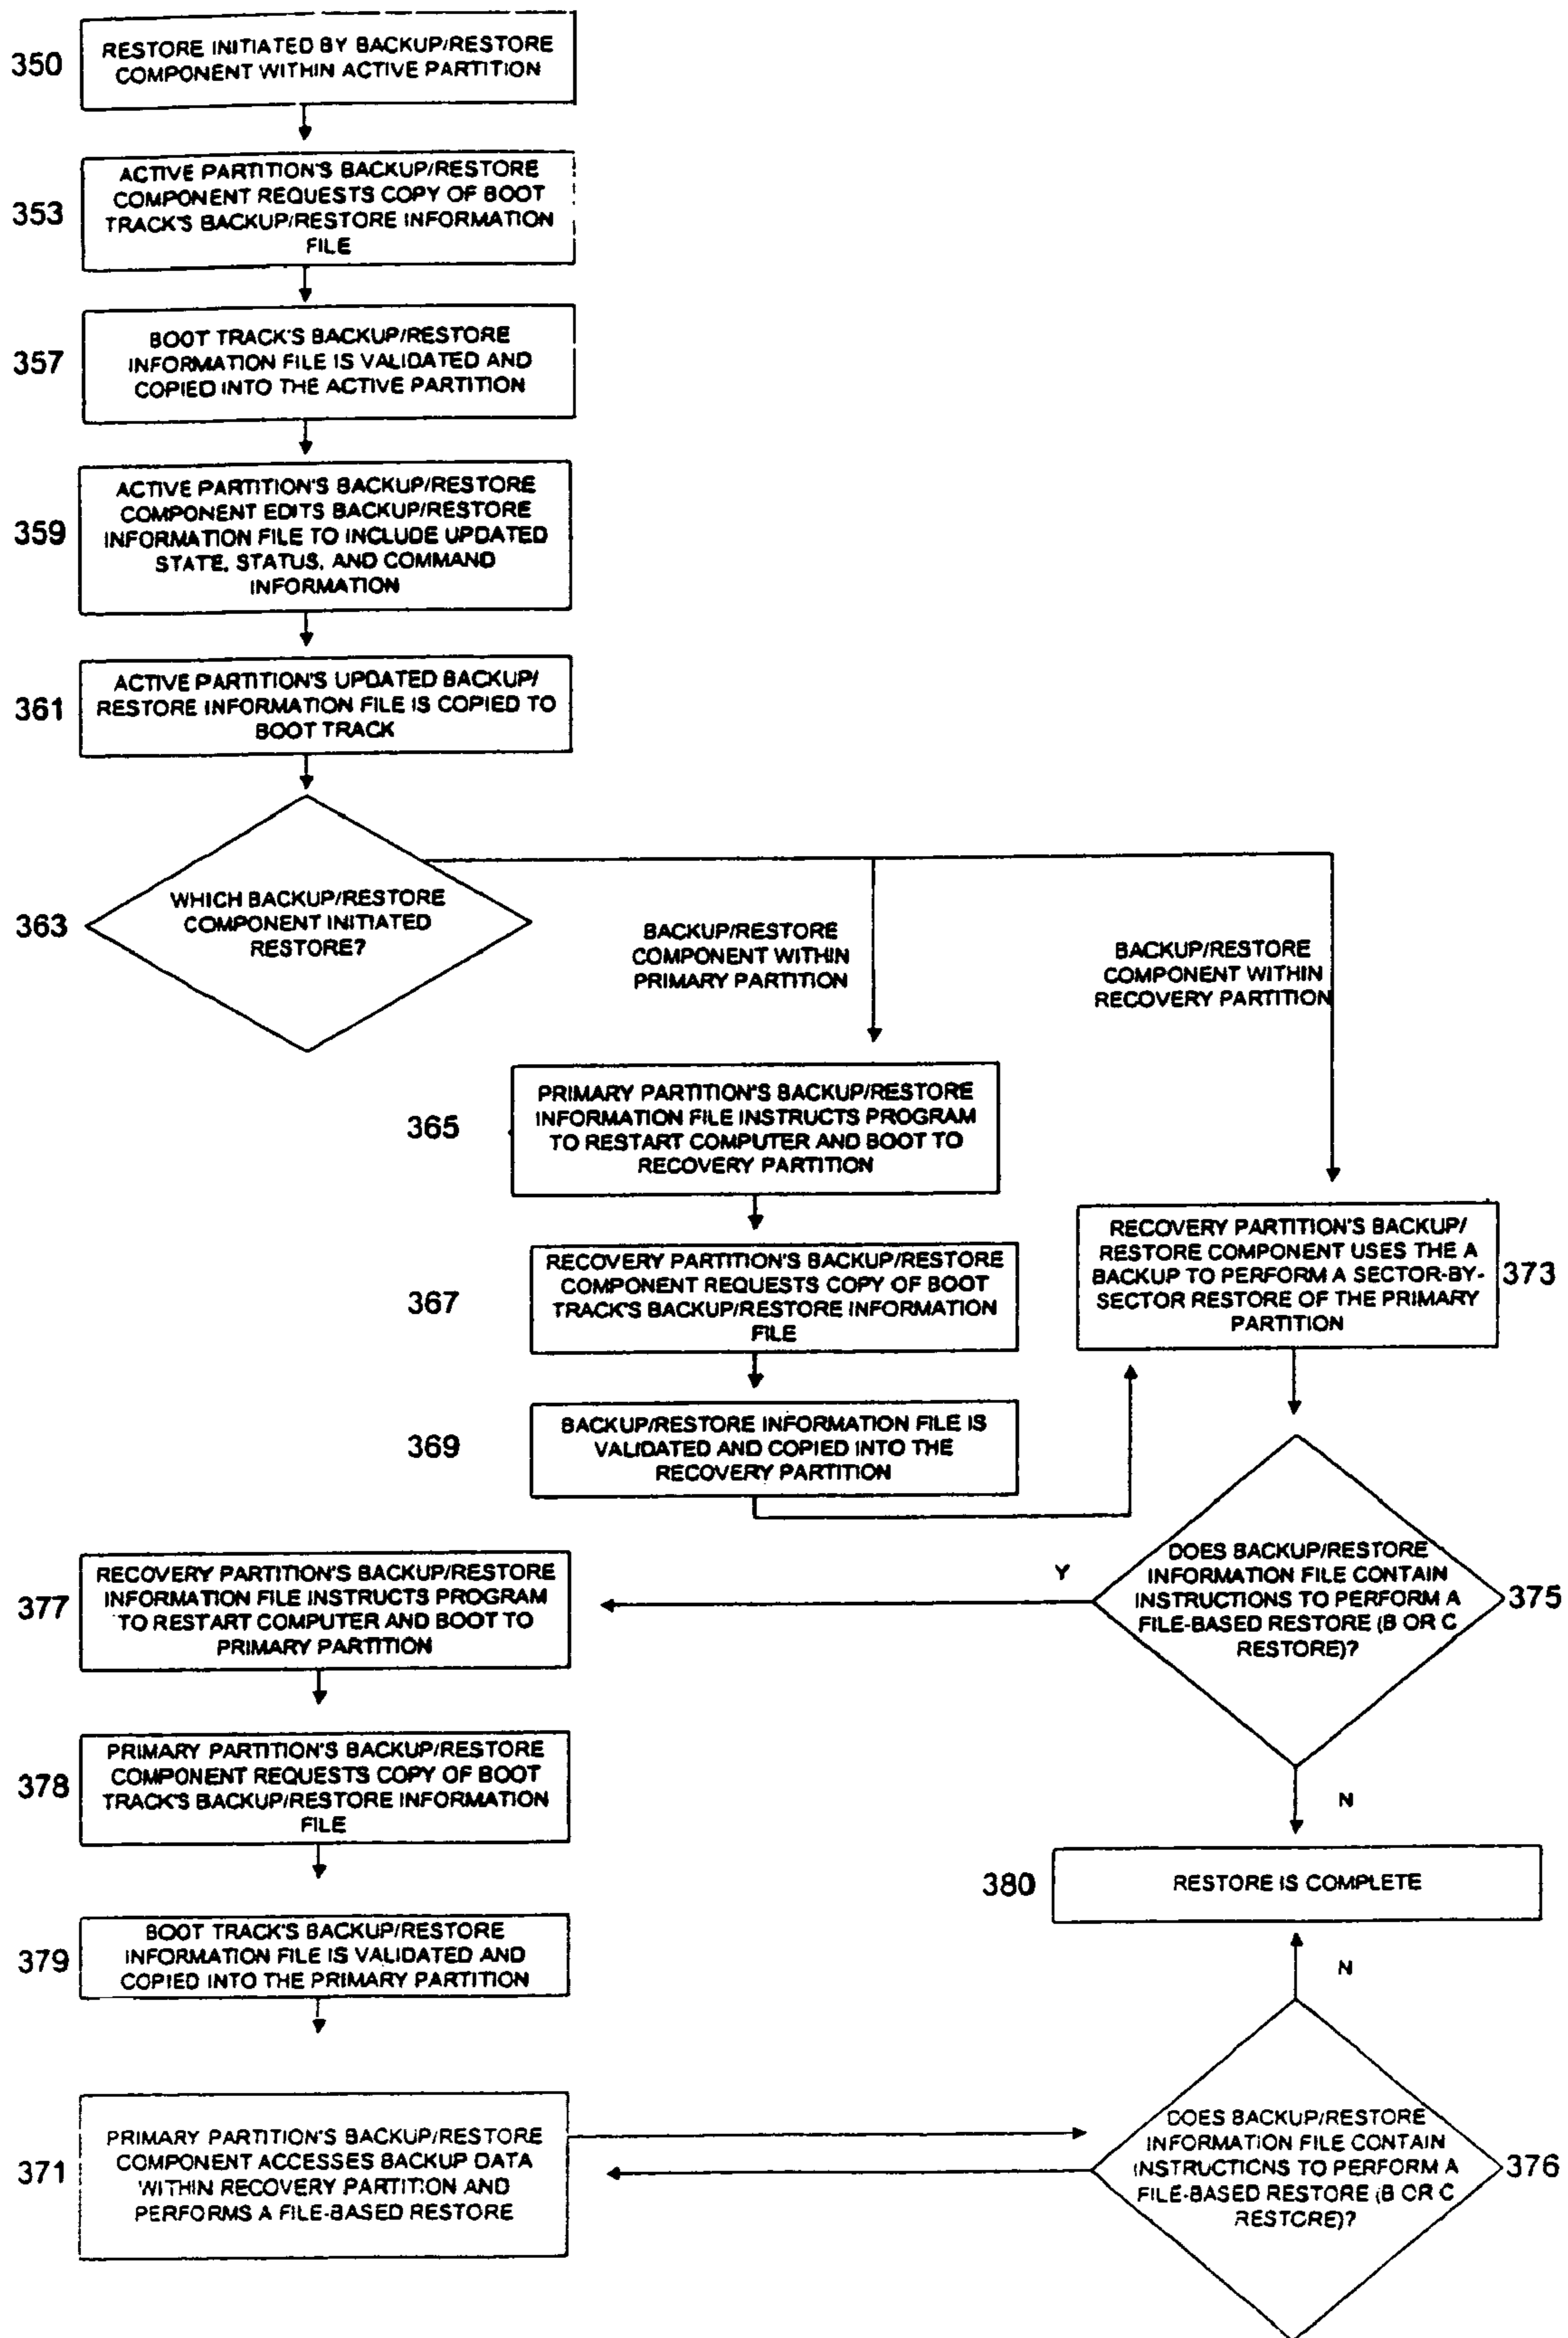 350
RESTORE INITIATED BY BACKUP/RESTORE
COMPONENT WITHIN ACTIVE PARTITION
353
ACTIVE PARTITION'S BACKUP/RESTORE
COMPONENT REQUESTS COPY OF BOOT
TRACK'S BACKUP/RESTORE INFORMATION
FILE
357
BOOT TRACK'S BACKUP/RESTORE
INFORMATION FILE IS VALIDATED AND
COPIED INTO THE ACTIVE PARTITION
359
ACTIVE PARTITION'S BACKUP/RESTORE
COMPONENT EDITS BACKUP/RESTORE
INFORMATION FILE TO INCLUDE UPDATED
STATE, STATUS, AND COMMAND
INFORMATION
361
ACTIVE PARTITION'S UPDATED BACKUP/
RESTORE INFORMATION FILE IS COPIED TO
BOOT TRACK
363
WHICH BACKUP/RESTORE
COMPONENT INITIATED
RESTORE?
BACKUP/RESTORE
COMPONENT WITHIN
PRIMARY PARTITION
BACKUP/RESTORE
COMPONENT WITHIN
RECOVERY PARTITION
365
PRIMARY PARTITION'S BACKUP/RESTORE
INFORMATION FILE INSTRUCTS PROGRAM
TO RESTART COMPUTER AND BOOT TO
RECOVERY PARTITION
367
RECOVERY PARTITION'S BACKUP/RESTORE
COMPONENT REQUESTS COPY OF BOOT
TRACK'S BACKUP/RESTORE INFORMATION
FILE
369
BACKUP/RESTORE INFORMATION FILE IS
VALIDATED AND COPIED INTO THE
RECOVERY PARTITION
RECOVERY PARTITION'S BACKUP/
RESTORE COMPONENT USES THE A
BACKUP TO PERFORM A SECTOR-BY-
SECTOR RESTORE OF THE PRIMARY
PARTITION
373
DOES BACKUP/RESTORE
INFORMATION FILE CONTAIN
INSTRUCTIONS TO PERFORM A
FILE-BASED RESTORE (B OR C
RESTORE)?
375
Y
N
377
RECOVERY PARTITION'S BACKUP/RESTORE
INFORMATION FILE INSTRUCTS PROGRAM
TO RESTART COMPUTER AND BOOT TO
PRIMARY PARTITION
378
PRIMARY PARTITION'S BACKUP/RESTORE
COMPONENT REQUESTS COPY OF BOOT
TRACK'S BACKUP/RESTORE INFORMATION
FILE
380
RESTORE IS COMPLETE
379
BOOT TRACK'S BACKUP/RESTORE
INFORMATION FILE IS VALIDATED AND
COPIED INTO THE PRIMARY PARTITION
N
371
PRIMARY PARTITION'S BACKUP/RESTORE
COMPONENT ACCESSES BACKUP DATA
WITHIN RECOVERY PARTITION AND
PERFORMS A FILE-BASED RESTORE
DOES BACKUP/RESTORE
INFORMATION FILE CONTAIN
INSTRUCTIONS TO PERFORM A
FILE-BASED RESTORE (B OR C
RESTORE)?
376